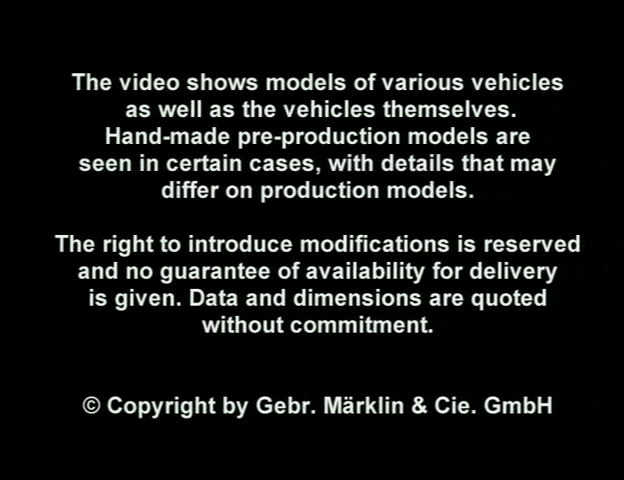 The video shows models of various vehicles
as well as the vehicles themselves.
Hand-made pre-production models are
seen in certain cases, with details that may
differ on production models.
The right to introduce modifications is reserved
and no guarantee of availability for delivery
is given. Data and dimensions are quoted
without commitment.
© Copyright by Gebr. Märklin & Cie. GmbH